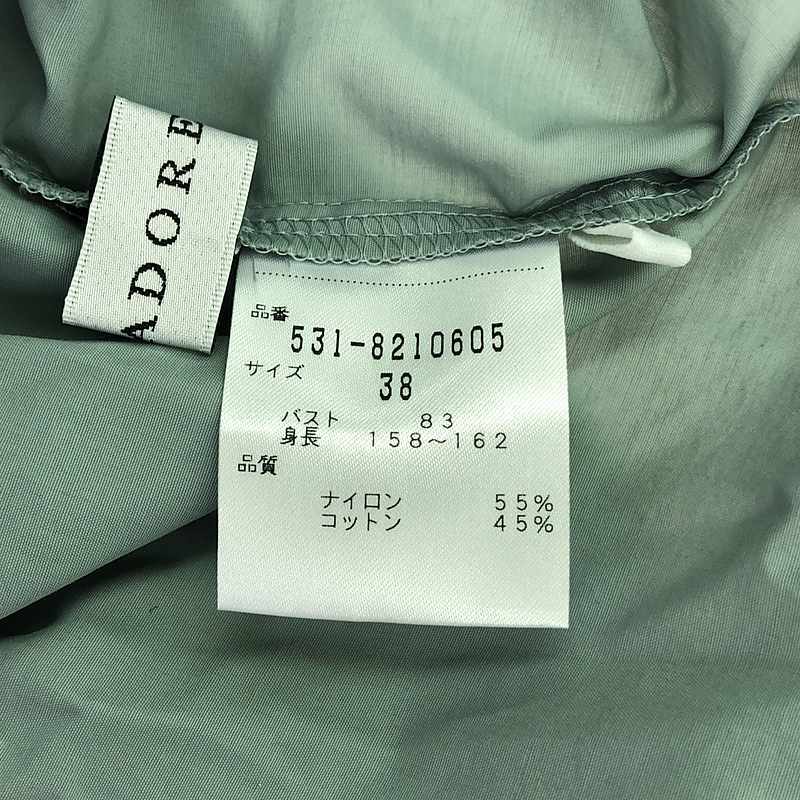 ADORE
品番
531-8210605
サイズ
38
バスト 83
身長 158~162
品質
ナイロン 55%
コットン 45%